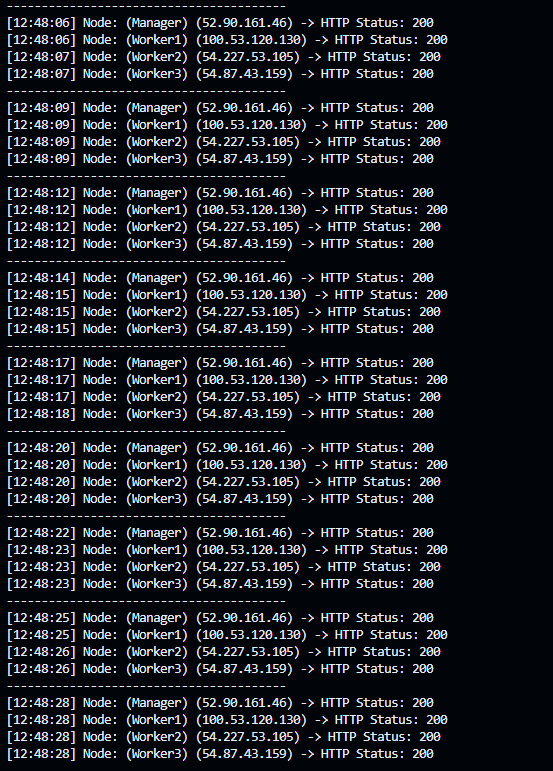 ----------------------------------------
[12:48:06] Node: (Manager) (52.90.161.46) -> HTTP Status: 200
[12:48:06] Node: (Worker1) (100.53.120.130) -> HTTP Status: 200
[12:48:07] Node: (Worker2) (54.227.53.105) -> HTTP Status: 200
[12:48:07] Node: (Worker3) (54.87.43.159) -> HTTP Status: 200
----------------------------------------
[12:48:09] Node: (Manager) (52.90.161.46) -> HTTP Status: 200
[12:48:09] Node: (Worker1) (100.53.120.130) -> HTTP Status: 200
[12:48:09] Node: (Worker2) (54.227.53.105) -> HTTP Status: 200
[12:48:09] Node: (Worker3) (54.87.43.159) -> HTTP Status: 200
----------------------------------------
[12:48:12] Node: (Manager) (52.90.161.46) -> HTTP Status: 200
[12:48:12] Node: (Worker1) (100.53.120.130) -> HTTP Status: 200
[12:48:12] Node: (Worker2) (54.227.53.105) -> HTTP Status: 200
[12:48:12] Node: (Worker3) (54.87.43.159) -> HTTP Status: 200
----------------------------------------
[12:48:14] Node: (Manager) (52.90.161.46) -> HTTP Status: 200
[12:48:15] Node: (Worker1) (100.53.120.130) -> HTTP Status: 200
[12:48:15] Node: (Worker2) (54.227.53.105) -> HTTP Status: 200
[12:48:15] Node: (Worker3) (54.87.43.159) -> HTTP Status: 200
----------------------------------------
[12:48:17] Node: (Manager) (52.90.161.46) -> HTTP Status: 200
[12:48:17] Node: (Worker1) (100.53.120.130) -> HTTP Status: 200
[12:48:17] Node: (Worker2) (54.227.53.105) -> HTTP Status: 200
[12:48:18] Node: (Worker3) (54.87.43.159) -> HTTP Status: 200
----------------------------------------
[12:48:20] Node: (Manager) (52.90.161.46) -> HTTP Status: 200
[12:48:20] Node: (Worker1) (100.53.120.130) -> HTTP Status: 200
[12:48:20] Node: (Worker2) (54.227.53.105) -> HTTP Status: 200
[12:48:20] Node: (Worker3) (54.87.43.159) -> HTTP Status: 200
----------------------------------------
[12:48:22] Node: (Manager) (52.90.161.46) -> HTTP Status: 200
[12:48:23] Node: (Worker1) (100.53.120.130) -> HTTP Status: 200
[12:48:23] Node: (Worker2) (54.227.53.105) -> HTTP Status: 200
[12:48:23] Node: (Worker3) (54.87.43.159) -> HTTP Status: 200
----------------------------------------
[12:48:25] Node: (Manager) (52.90.161.46) -> HTTP Status: 200
[12:48:25] Node: (Worker1) (100.53.120.130) -> HTTP Status: 200
[12:48:26] Node: (Worker2) (54.227.53.105) -> HTTP Status: 200
[12:48:26] Node: (Worker3) (54.87.43.159) -> HTTP Status: 200
----------------------------------------
[12:48:28] Node: (Manager) (52.90.161.46) -> HTTP Status: 200
[12:48:28] Node: (Worker1) (100.53.120.130) -> HTTP Status: 200
[12:48:28] Node: (Worker2) (54.227.53.105) -> HTTP Status: 200
[12:48:28] Node: (Worker3) (54.87.43.159) -> HTTP Status: 200